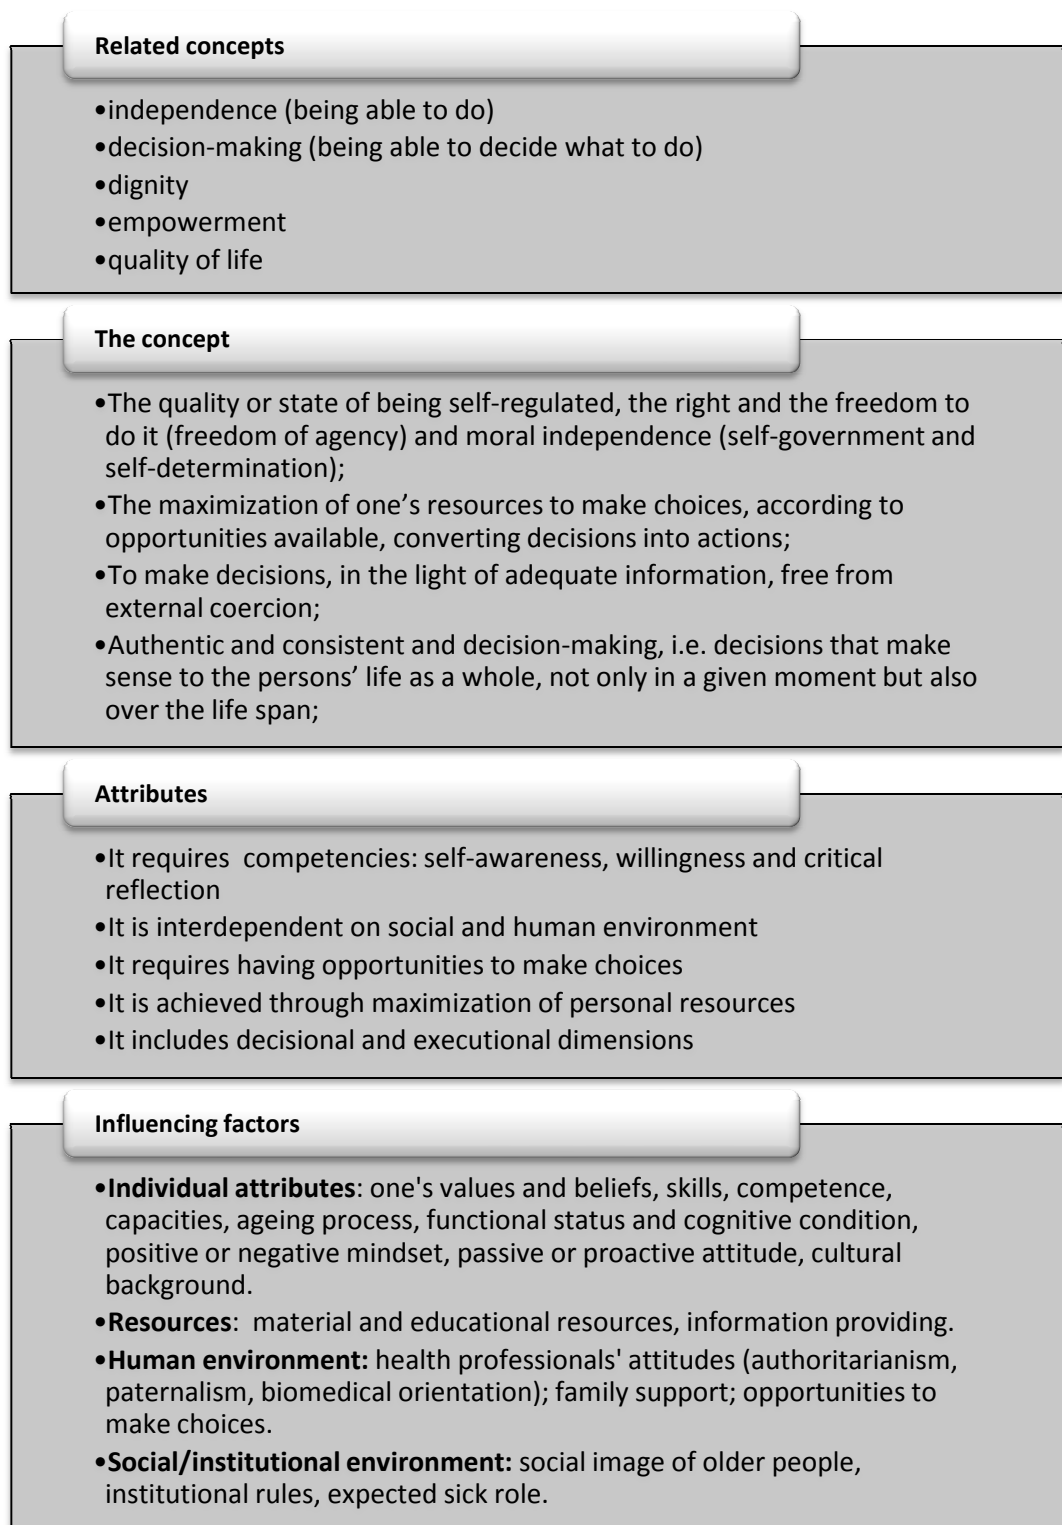 Related concepts
•independence (being able to do)
•decision-making (being able to decide what to do)
•dignity
•empowerment
•quality of life
The concept
•The quality or state of being self-regulated, the right and the freedom to
do it (freedom of agency) and moral independence (self-government and
self-determination);
•The maximization of one’s resources to make choices, according to
opportunities available, converting decisions into actions;
•To make decisions, in the light of adequate information, free from
external coercion;
•Authentic and consistent and decision-making, i.e. decisions that make
sense to the persons’ life as a whole, not only in a given moment but also
over the life span;
Attributes
•It requires  competencies: self-awareness, willingness and critical
reflection
•It is interdependent on social and human environment
•It requires having opportunities to make choices
•It is achieved through maximization of personal resources
•It includes decisional and executional dimensions
Influencing factors
•Individual attributes: one's values and beliefs, skills, competence,
capacities, ageing process, functional status and cognitive condition,
positive or negative mindset, passive or proactive attitude, cultural
background.
•Resources:  material and educational resources, information providing.
•Human environment: health professionals' attitudes (authoritarianism,
paternalism, biomedical orientation); family support; opportunities to
make choices.
•Social/institutional environment: social image of older people,
institutional rules, expected sick role.